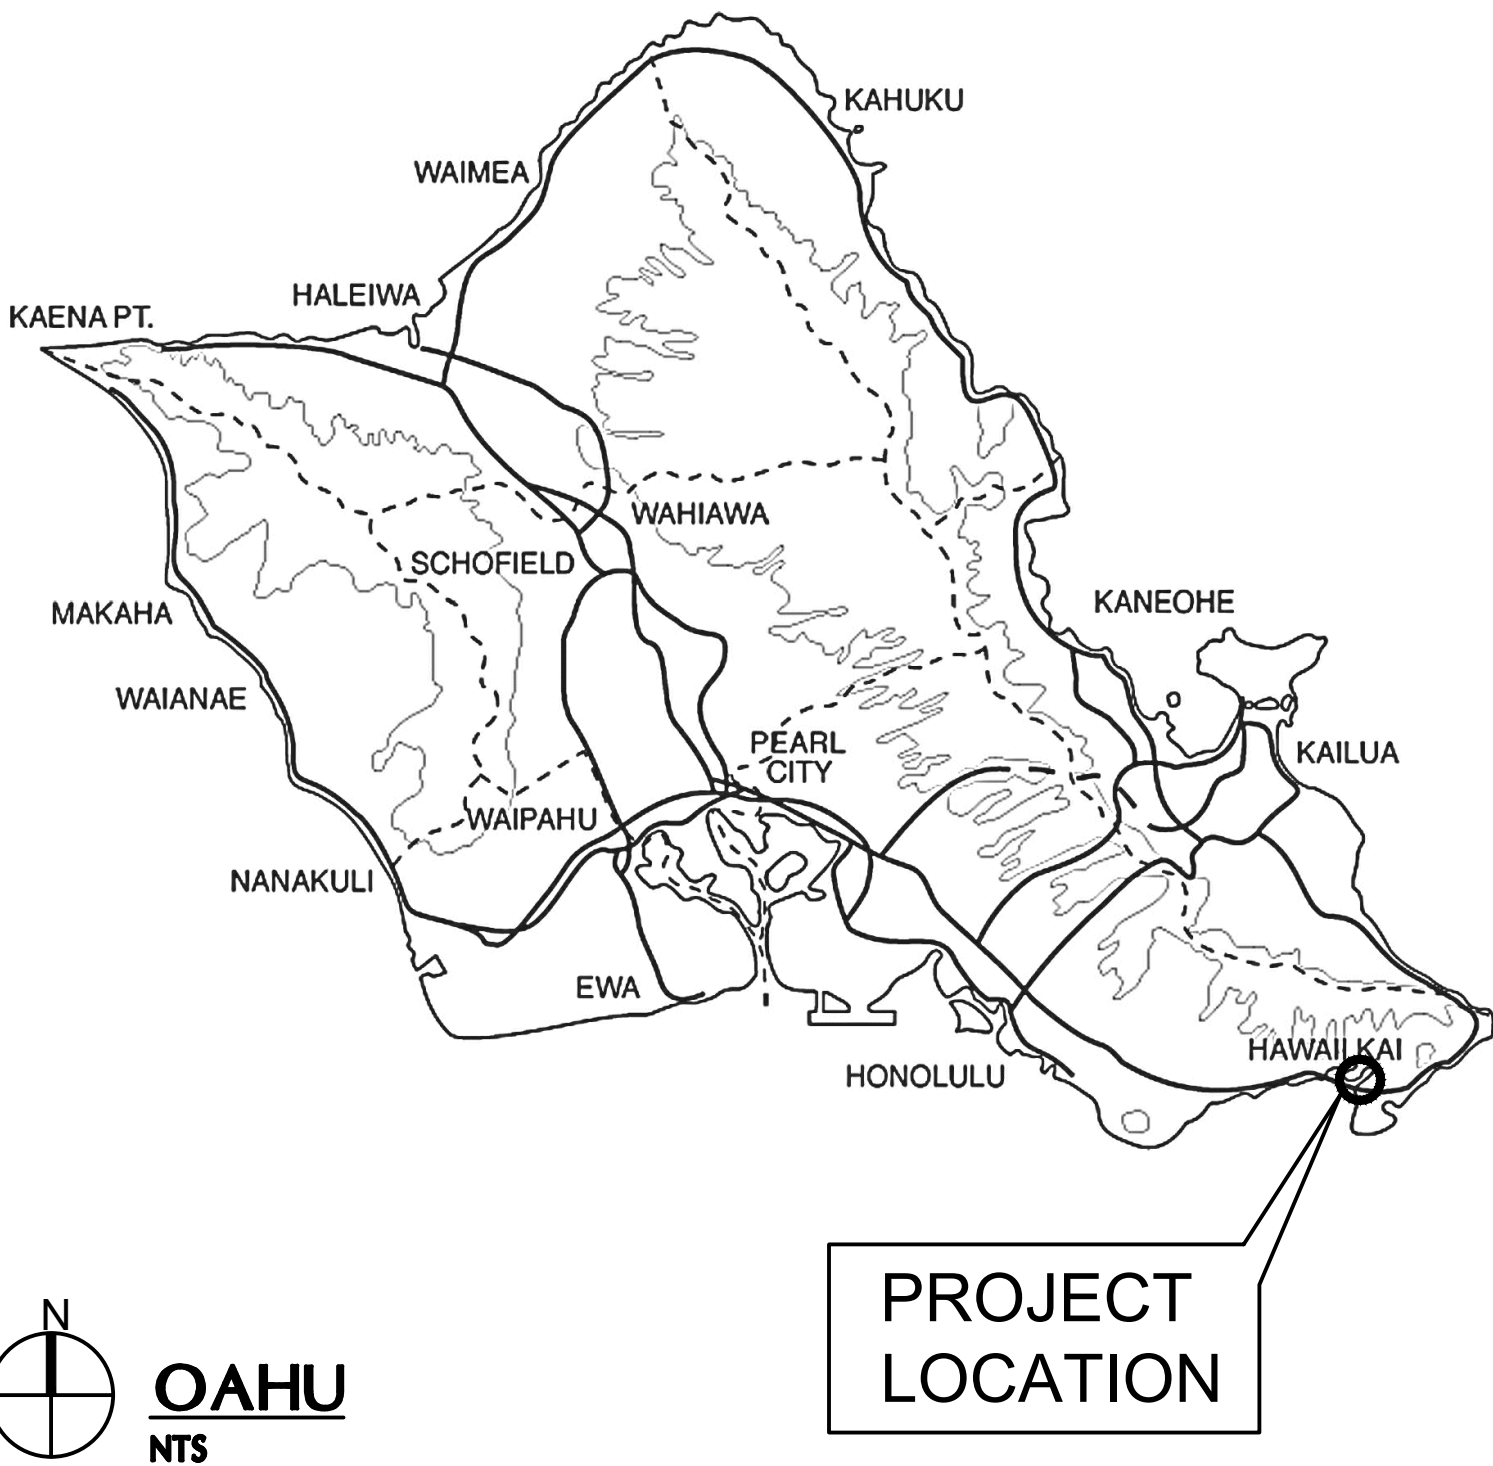 KAHUKU
WAIMEA
HALEIWA
KAENA PT.
WAHIAWA
SCHOFIELD
KANEOHE
MAKAHA
WAIANAE
PEARL
CITY
KAILUA
WAIPAHU
NANAKULI
EWA
HAWAII KAI
HONOLULU
PROJECT
LOCATION
N
OAHU
NTS